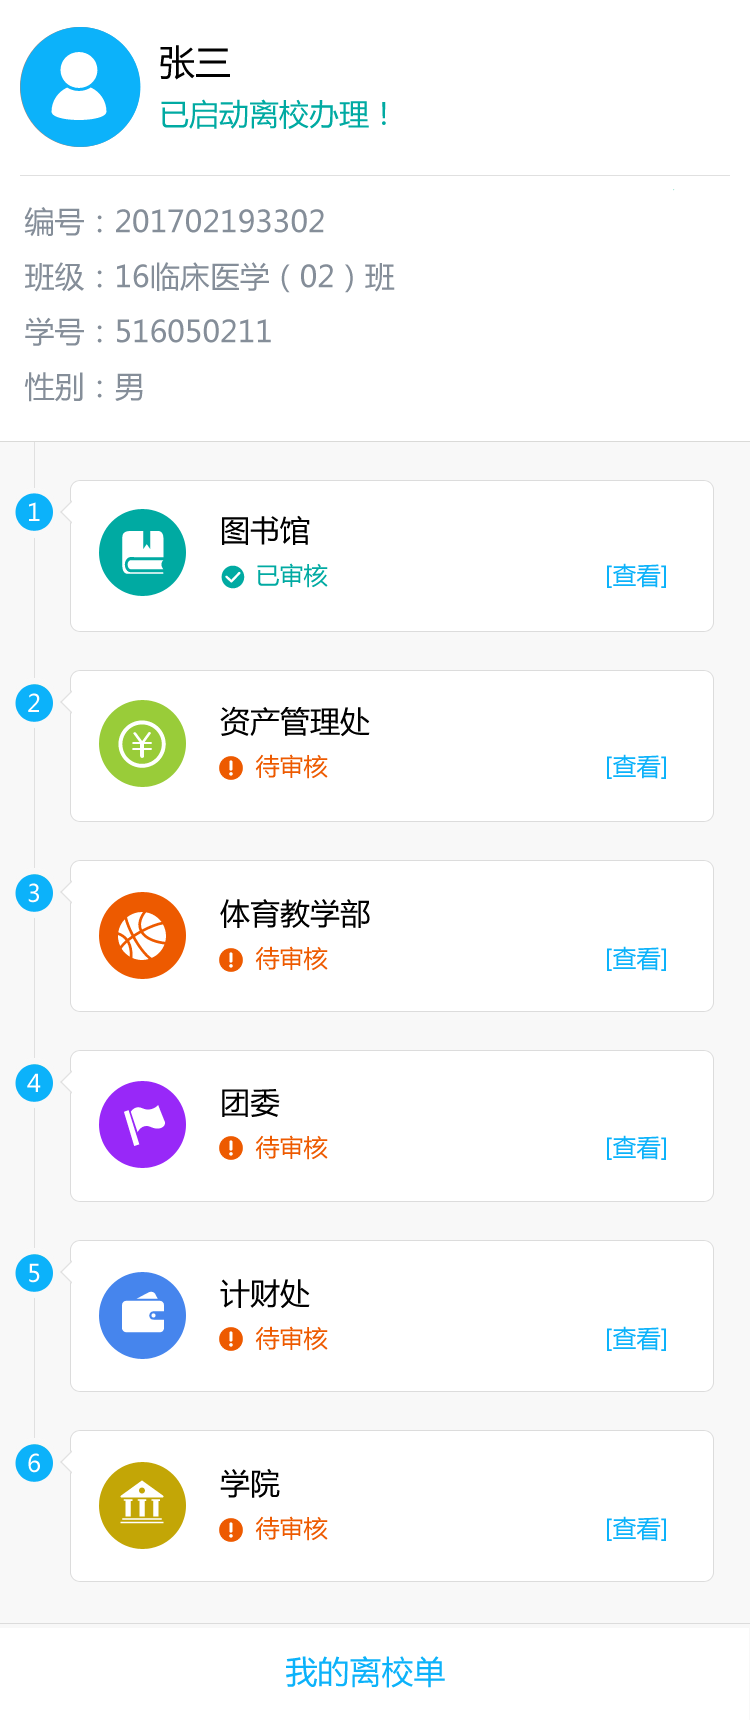 张三
已启动离校办理！
编号：201702193302
班级：16临床医学（02）班
学号：516050211
性别：男
1
图书馆
已审核 [查看]
2
资产管理处
待审核 [查看]
3
体育教学部
待审核 [查看]
4
团委
待审核 [查看]
5
计财处
待审核 [查看]
6
学院
待审核 [查看]
我的离校单